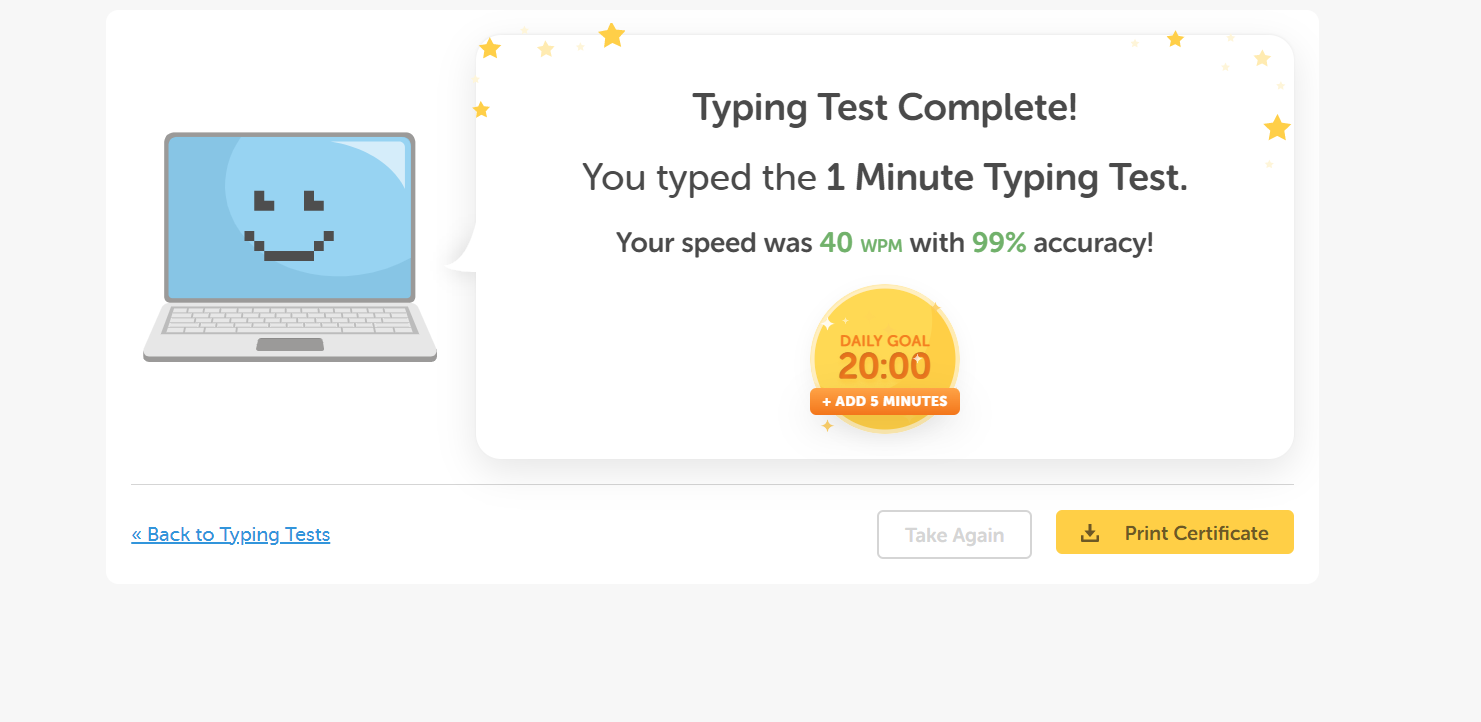 Typing Test Complete!
You typed the 1 Minute Typing Test.
Your speed was 40 WPM with 99% accuracy!
DAILY GOAL
20:00
+ ADD 5 MINUTES
« Back to Typing Tests
Take Again
Print Certificate